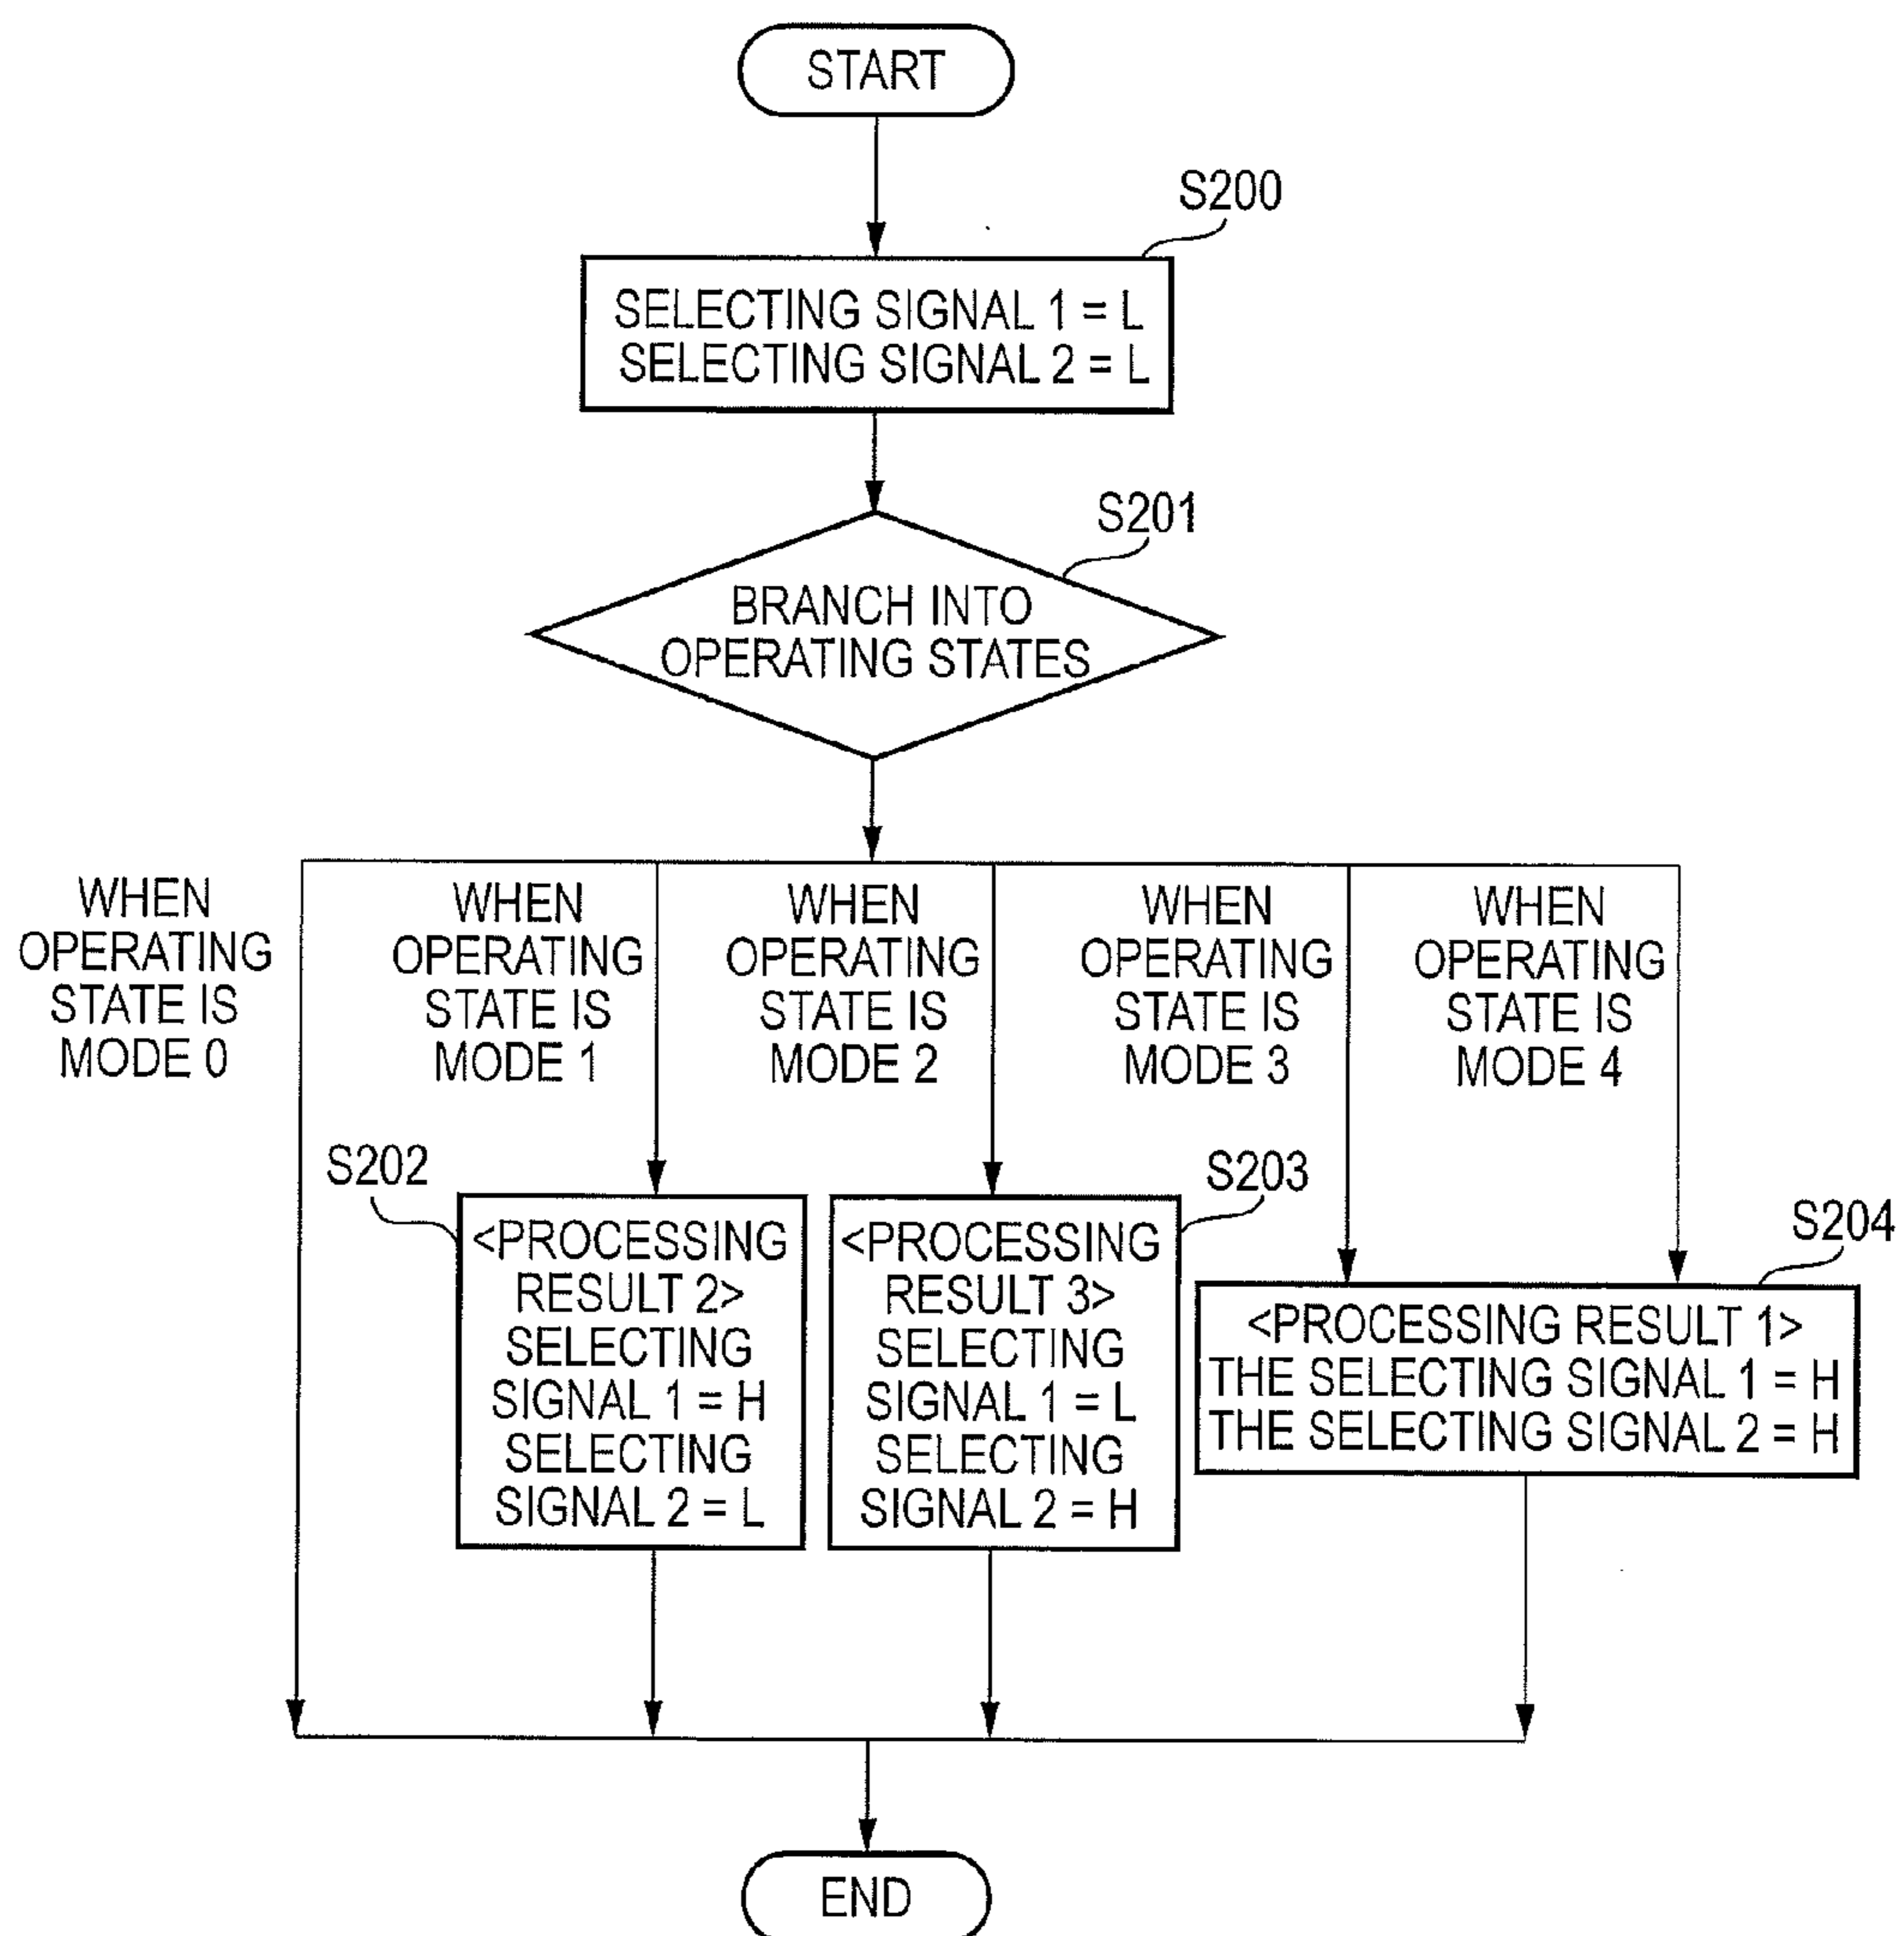 START
S200
SELECTING SIGNAL 1 = L
SELECTING SIGNAL 2 = L
S201
BRANCH INTO
OPERATING STATES
WHEN
OPERATING
STATE IS
MODE 0
WHEN
OPERATING
STATE IS
MODE 1
WHEN
OPERATING
STATE IS
MODE 2
WHEN
OPERATING
STATE IS
MODE 3
WHEN
OPERATING
STATE IS
MODE 4
S202
<PROCESSING
RESULT 2>
SELECTING
SIGNAL 1 = H
SELECTING
SIGNAL 2 = L
S203
<PROCESSING
RESULT 3>
SELECTING
SIGNAL 1 = L
SELECTING
SIGNAL 2 = H
S204
<PROCESSING RESULT 1>
THE SELECTING SIGNAL 1 = H
THE SELECTING SIGNAL 2 = H
END